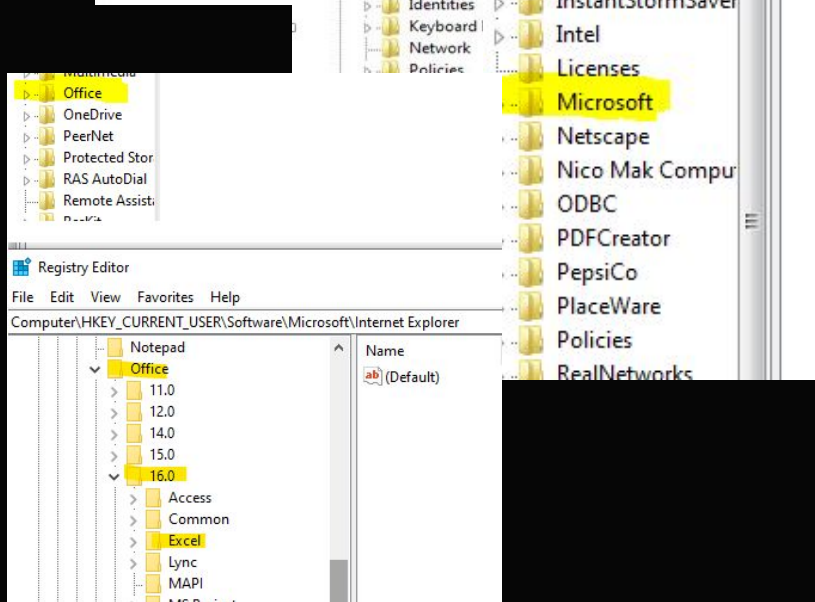 Identities
Keyboard
Network
Policies
InstantStormSaver
Intel
Licenses
Microsoft
Netscape
Nico Mak Compu
ODBC
PDFCreator
PepsiCo
PlaceWare
Policies
RealNetworks
Multimedia
Office
OneDrive
PeerNet
Protected Stor
RAS AutoDial
Remote Assist
Registry Editor
File Edit View Favorites Help
Computer\HKEY_CURRENT_USER\Software\Microsoft\Internet Explorer
Notepad
Office
11.0
12.0
14.0
15.0
16.0
Access
Common
Excel
Lync
MAPI
Name
(Default)